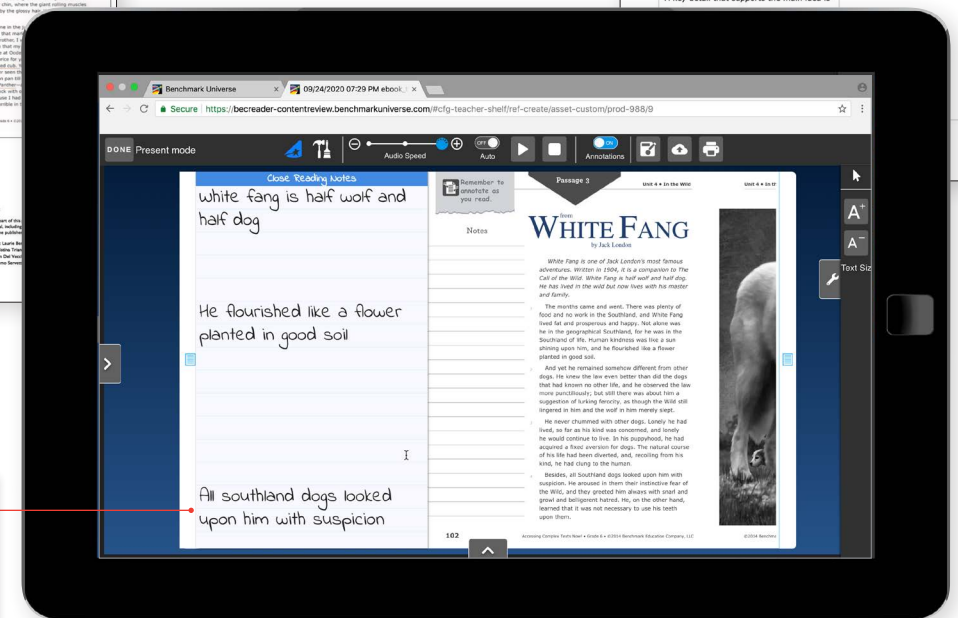 chin, where the giant rolling muscles
A key detail that supports the main idea is
Benchmark Universe
09/24/2020 07:29 PM ebook_
Secure
https://becreader-contentreview.benchmarkuniverse.com/#cfg-teacher-shelf/ref-create/asset-custom/prod-988/9
DONE Present mode
Audio Speed
OFF
Auto
ON
Annotations
Close Reading Notes
white fang is half wolf and
half dog
He flourished like a flower
planted in good soil
All southland dogs looked
upon him with suspicion
Remember to
annotate as
you read.
Notes
Passage 3
Unit 4 • In the Wild
from
WHITE FANG
by Jack London
White Fang is one of Jack London's most famous
adventures. Written in 1904, it is a companion to The
Call of the Wild. White Fang is half wolf and half dog.
He has lived in the wild but now lives with his master
and family.
The months came and went. There was plenty of
food and no work in the Southland, and White Fang
lived fat and prosperous and happy. Not alone was
he in the geographical Southland, for he was in the
Southland of life. Human kindness was like a sun
shining upon him, and he flourished like a flower
planted in good soil.
And yet he remained somehow different from other
dogs. He knew the law even better than did the dogs
that had known no other life, and he observed the law
more punctiliously; but still there was about him a
suggestion of lurking ferocity, as though the Wild still
lingered in him and the wolf in him merely slept.
He never chummed with other dogs. Lonely he had
lived, so far as his kind was concerned, and lonely
he would continue to live. In his puppyhood, he had
acquired a fixed aversion for dogs. The natural course
of his life had been diverted, and, recoiling from his
kind, he had clung to the human.
Besides, all Southland dogs looked upon him with
suspicion. He aroused in them their instinctive fear of
the Wild, and they greeted him always with snarl and
growl and belligerent hatred. He, on the other hand,
learned that it was not necessary to use his teeth
upon them.
102
Accessing Complex Texts Now! • Grade 6 • ©2014 Benchmark Education Company, LLC
Unit 4 • In tr
©2014 Benchma
A+
A-
Text Siz